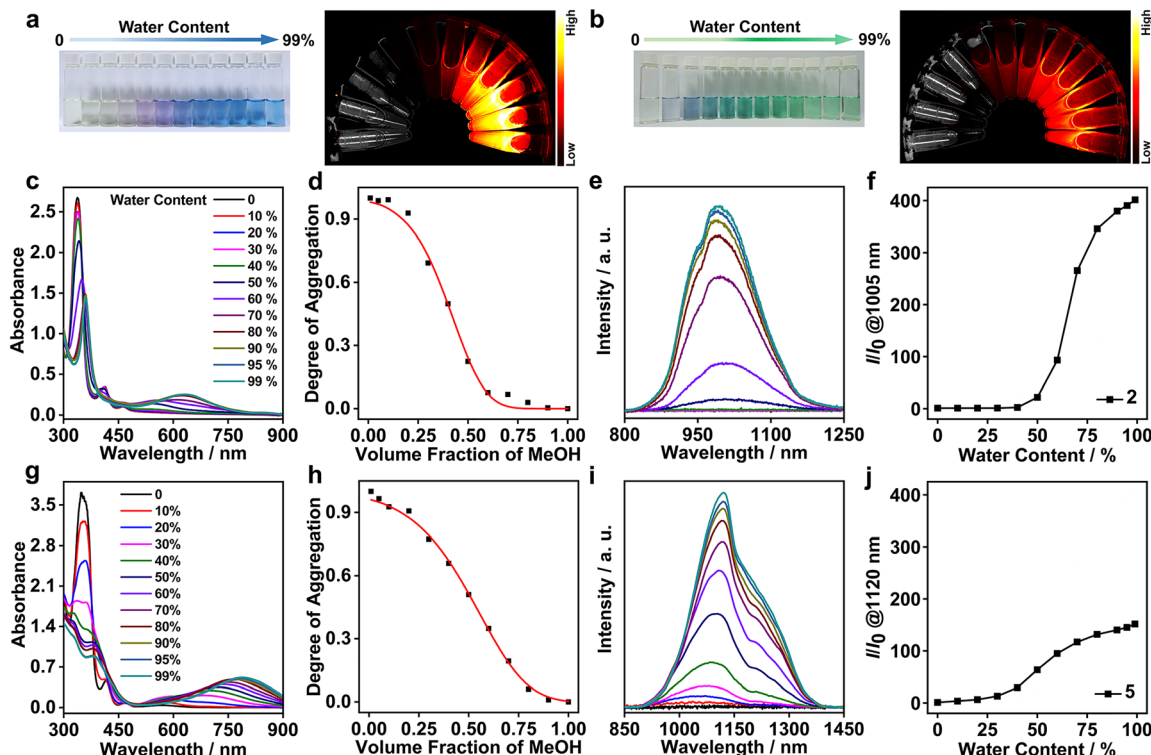 a
Water Content
0
99%
High
Low
b
Water Content
0
99%
High
Low
c
Absorbance
2.5
2.0
1.5
1.0
0.5
0.0
Water Content
0
10 %
20 %
30 %
40 %
50 %
60 %
70 %
80 %
90 %
95 %
99 %
300 450 600 750 900
Wavelength / nm
d
Degree of Aggregation
0.9
0.6
0.3
0.0
0.00 0.25 0.50 0.75 1.00
Volume Fraction of MeOH
e
Intensity / a. u.
800 950 1100 1250
Wavelength / nm
f
I/I0 @1005 nm
400
300
200
100
0
2
0 25 50 75 100
Water Content / %
g
Absorbance
3.5
2.8
2.1
1.4
0.7
0.0
0
10%
20%
30%
40%
50%
60%
70%
80%
90%
95%
99%
300 450 600 750 900
Wavelength / nm
h
Degree of Aggregation
0.9
0.6
0.3
0.0
0.00 0.25 0.50 0.75 1.00
Volume Fraction of MeOH
i
Intensity / a. u.
850 1000 1150 1300 1450
Wavelength / nm
j
I/I0 @1120 nm
400
300
200
100
0
5
0 25 50 75 100
Water Content / %